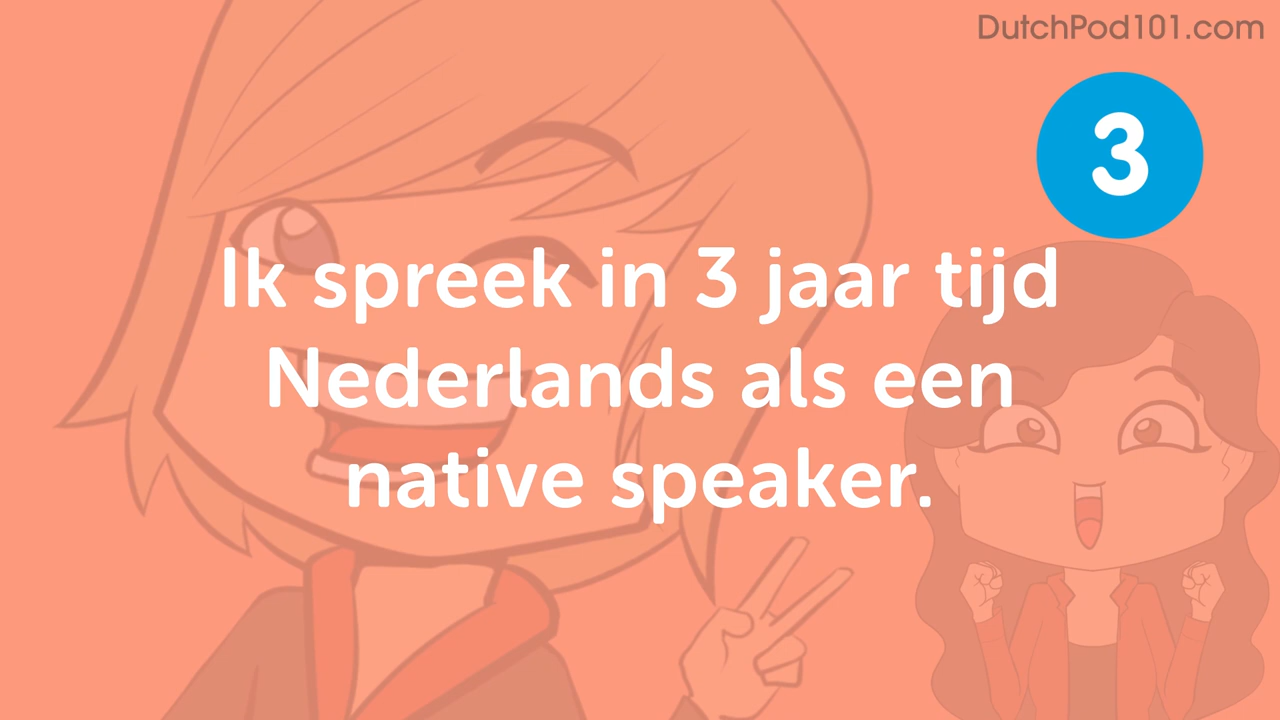 DutchPod101.com
3
Ik spreek in 3 jaar tijd
Nederlands als een
native speaker.